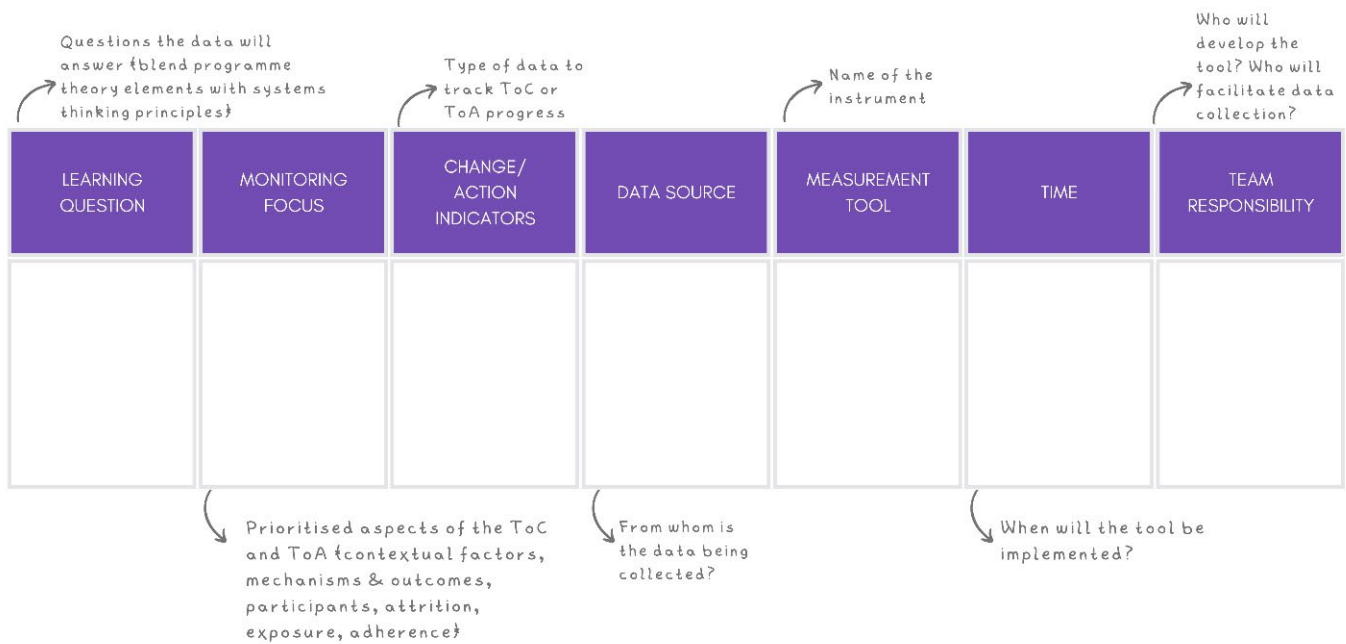 Questions the data will
answer (blend programme
theory elements with systems
thinking principles)
Type of data to
track ToC or
ToA progress
Name of the
instrument
Who will
develop the
tool? Who will
facilitate data
collection?
LEARNING
QUESTION
MONITORING
FOCUS
CHANGE/
ACTION
INDICATORS
DATA SOURCE
MEASUREMENT
TOOL
TIME
TEAM
RESPONSIBILITY
Prioritised aspects of the ToC
and ToA (contextual factors,
mechanisms & outcomes,
participants, attrition,
exposure, adherence)
From whom is
the data being
collected?
When will the tool be
implemented?